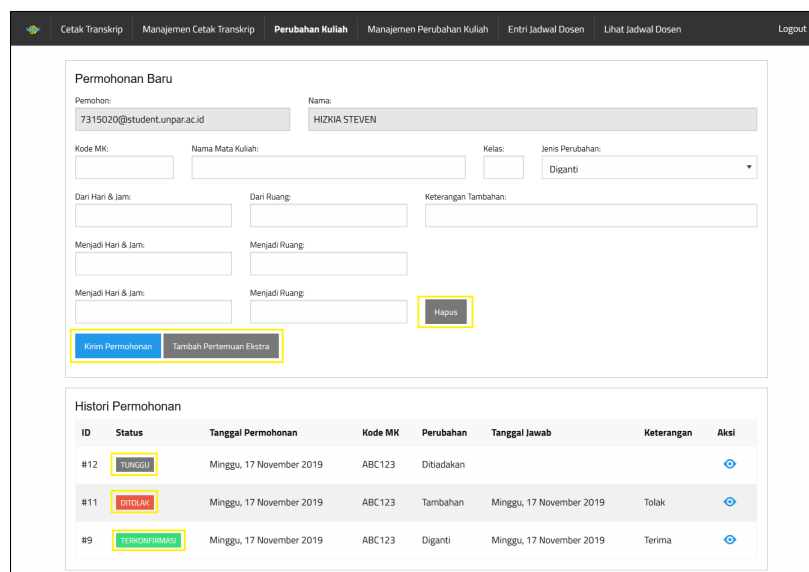 Cetak Transkrip Manajemen Cetak Transkrip Perubahan Kuliah Manajemen Perubahan Kuliah Entri Jadwal Dosen Lihat Jadwal Dosen Logout
Permohonan Baru
Pemohon: Nama:
7315020@student.unpar.ac.id HIZKIA STEVEN
Kode MK: Nama Mata Kuliah: Kelas: Jenis Perubahan:
Diganti
Dari Hari & Jam: Dari Ruang: Keterangan Tambahan:
Menjadi Hari & Jam: Menjadi Ruang:
Menjadi Hari & Jam: Menjadi Ruang:
Hapus
Kirim Permohonan Tambah Pertemuan Ekstra
Histori Permohonan
ID Status Tanggal Permohonan Kode MK Perubahan Tanggal Jawab Keterangan Aksi
#12 TUNGGU Minggu, 17 November 2019 ABC123 Ditiadakan
#11 DITOLAK Minggu, 17 November 2019 ABC123 Tambahan Minggu, 17 November 2019 Tolak
#9 TERKONFIRMASI Minggu, 17 November 2019 ABC123 Diganti Minggu, 17 November 2019 Terima